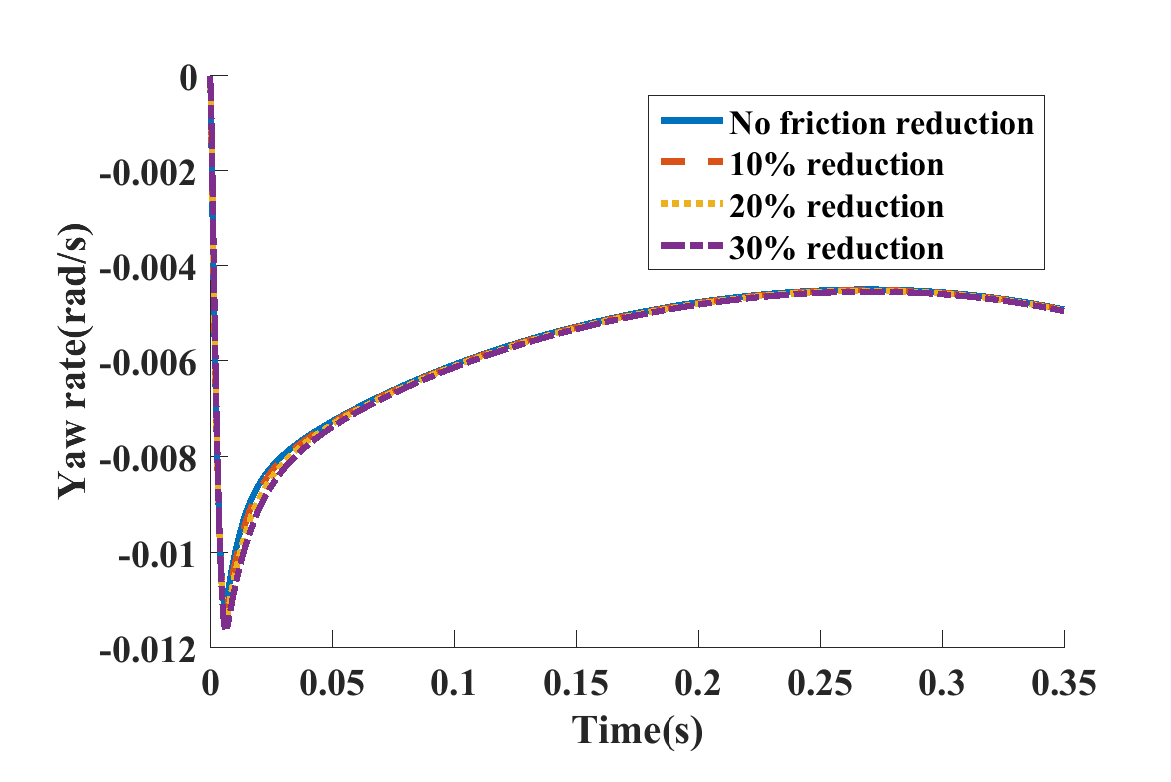 0
-0.002
-0.004
-0.006
-0.008
-0.01
-0.012
Yaw rate(rad/s)
No friction reduction
10% reduction
20% reduction
30% reduction
0 0.05 0.1 0.15 0.2 0.25 0.3 0.35
Time(s)